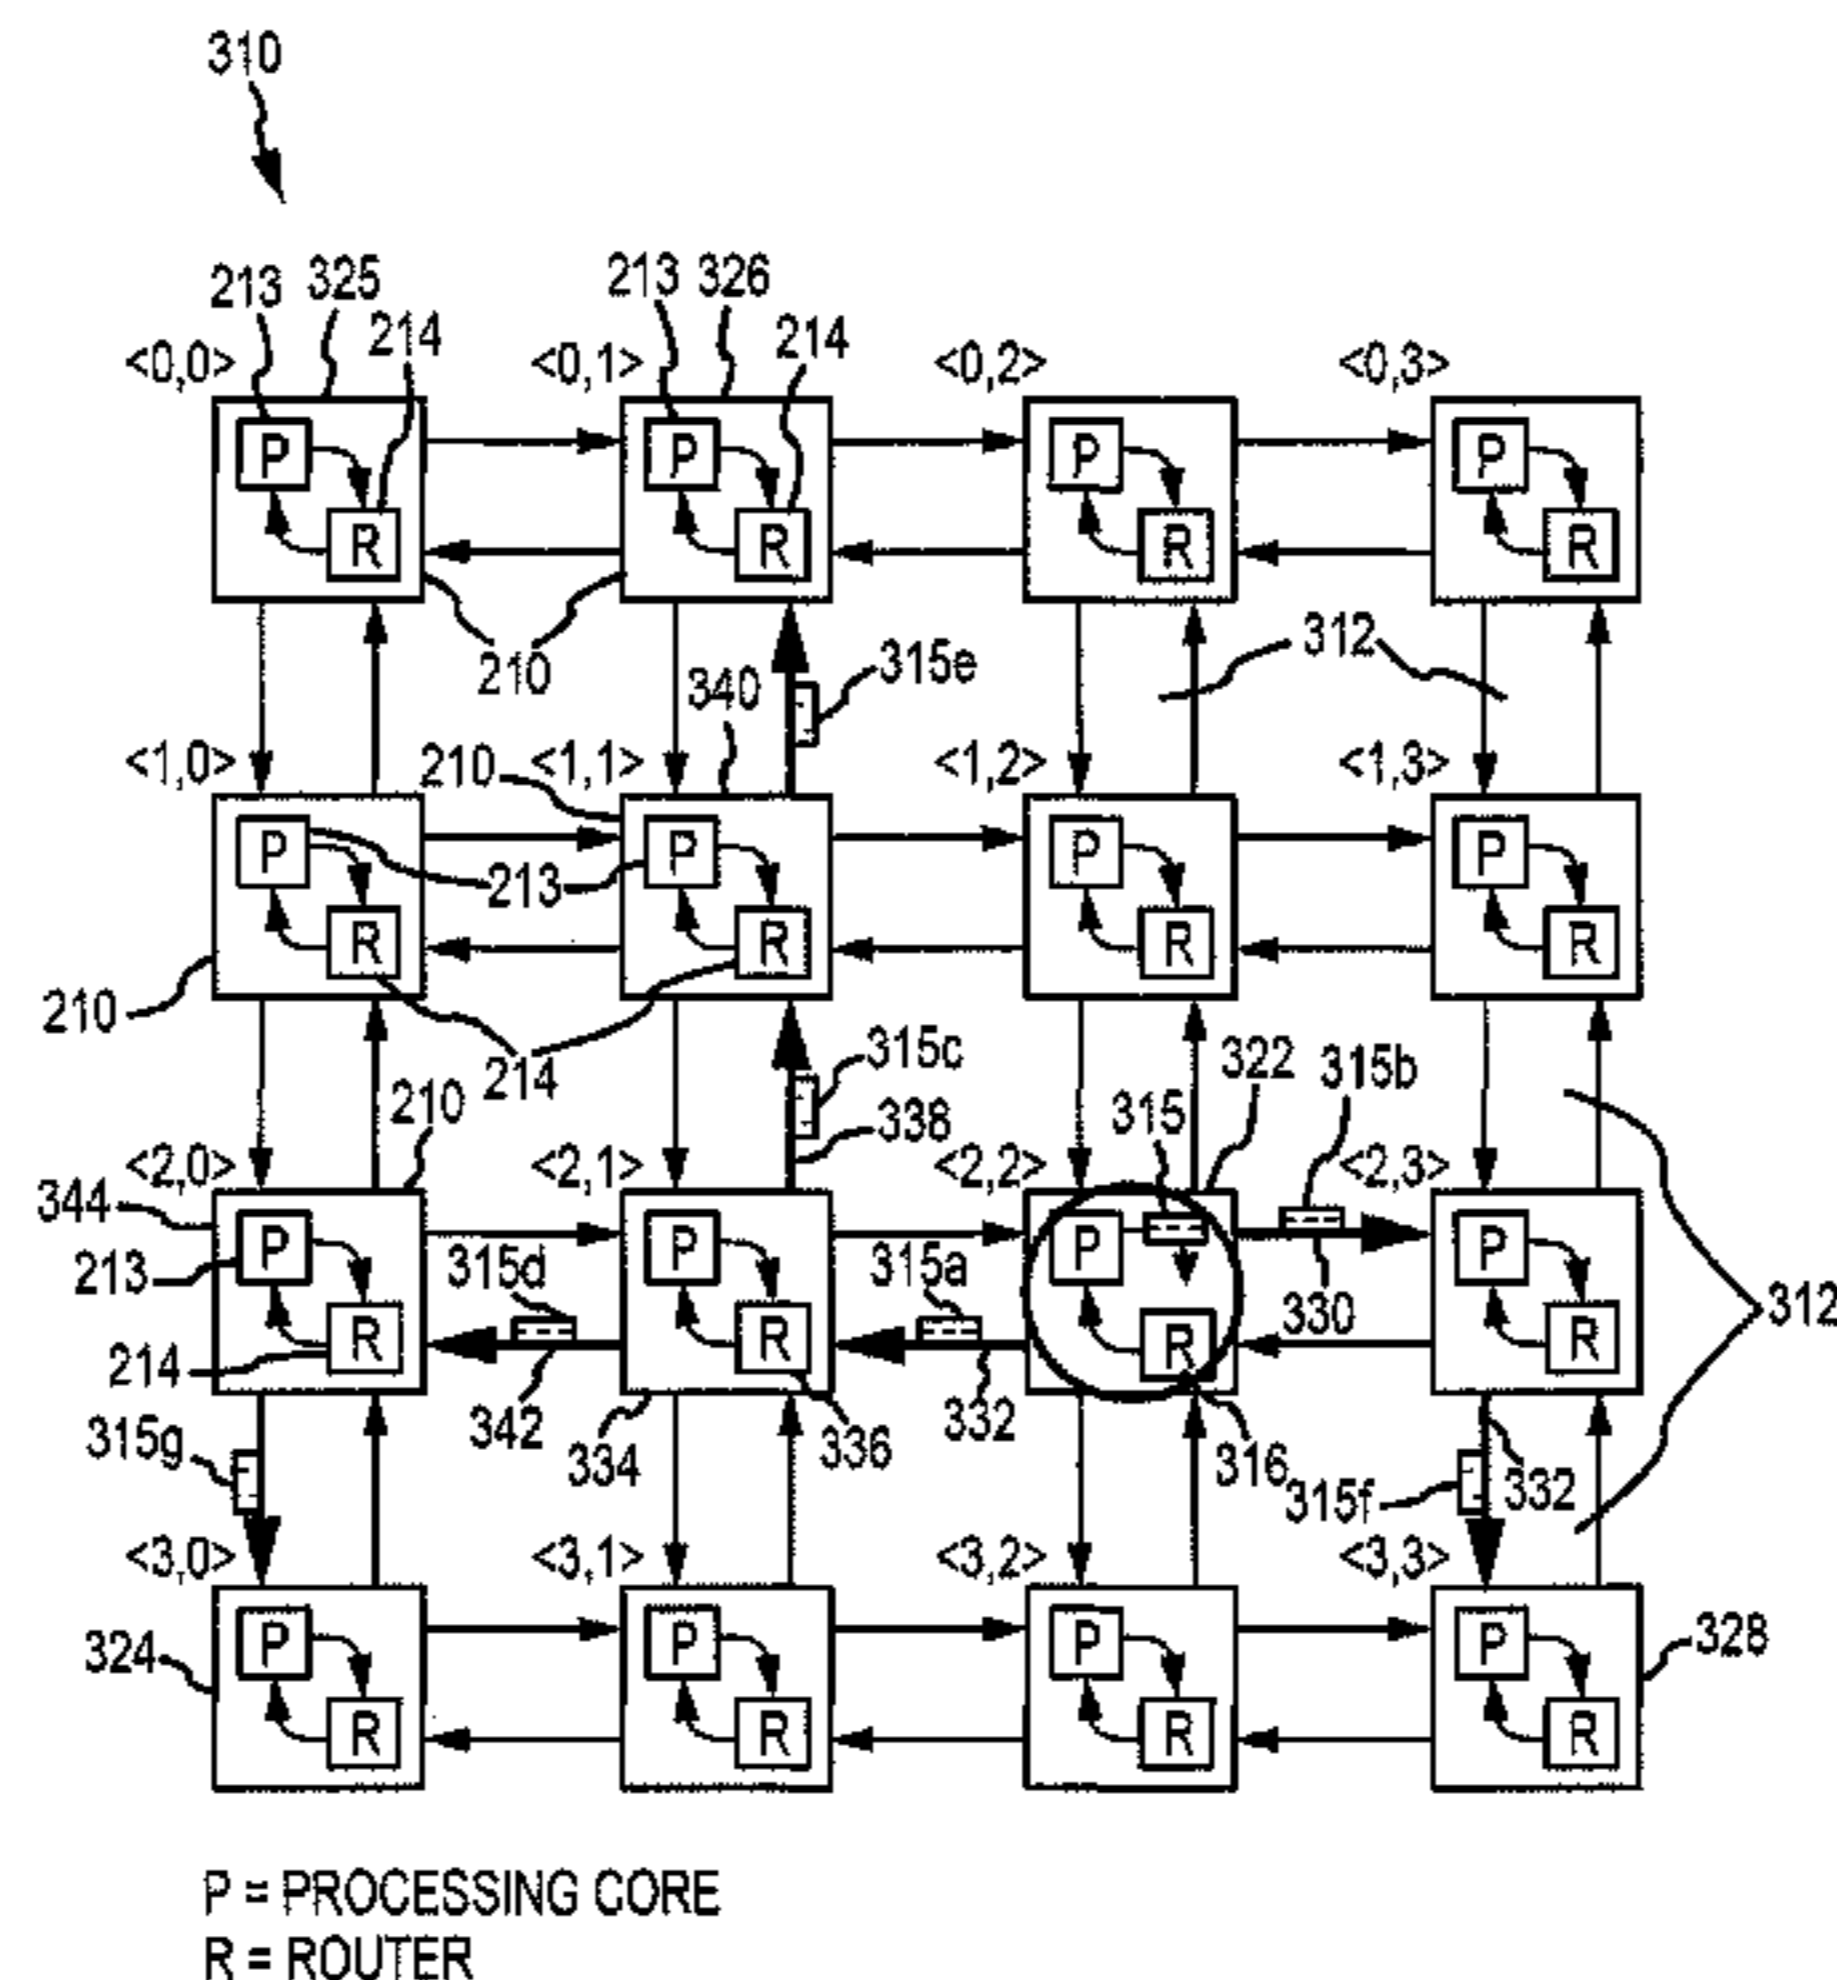 310
213 325 213 326
214 214
<0,0> <0,1> <0,2> <0,3>
P P P P
R R R R
210 312
340 315e
<1,0> 210 <1,1> <1,2> <1,3>
P P P P
213
R R R R
210
214 315c 322 315b
210 338 315
<2,0> <2,1> <2,2> <2,3>
344
P P P P
213 315d 315a 330 312
R R R R
214
342 334 336 332 316 332
315g 315f
<3,0> <3,1> <3,2> <3,3>
324 P P P P 328
R R R R
P = PROCESSING CORE
R = ROUTER